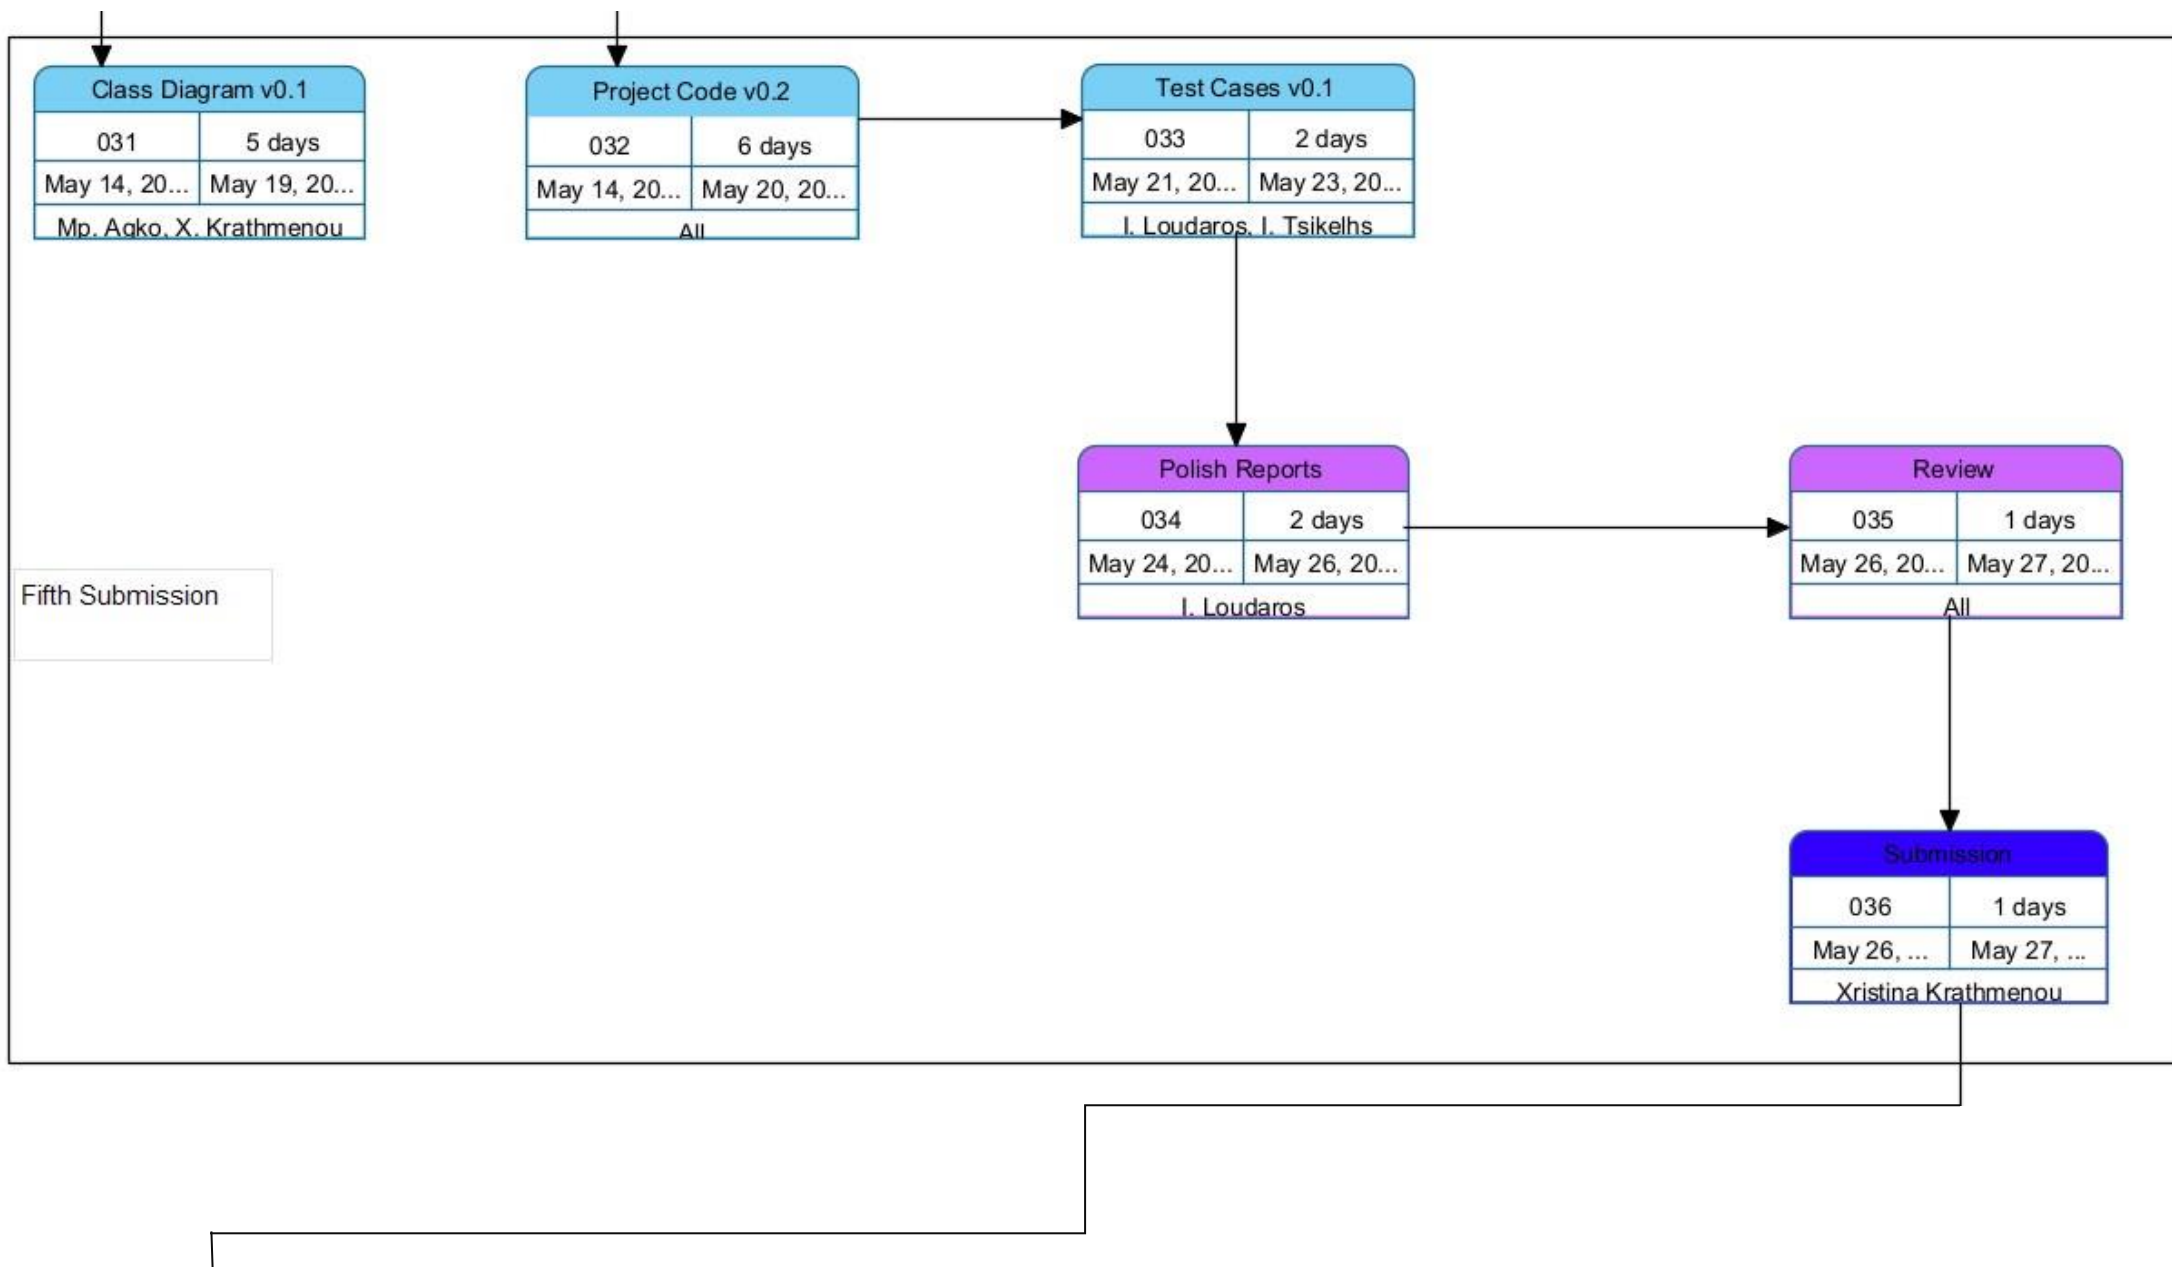 Class Diagram v0.1
031 5 days
May 14, 20... May 19, 20...
Mp. Agko, X. Krathmenou
Project Code v0.2
032 6 days
May 14, 20... May 20, 20...
All
Test Cases v0.1
033 2 days
May 21, 20... May 23, 20...
I. Loudaros, I. Tsikelhs
Polish Reports
034 2 days
May 24, 20... May 26, 20...
I. Loudaros
Review
035 1 days
May 26, 20... May 27, 20...
All
Fifth Submission
Submission
036 1 days
May 26, ... May 27, ...
Xristina Krathmenou